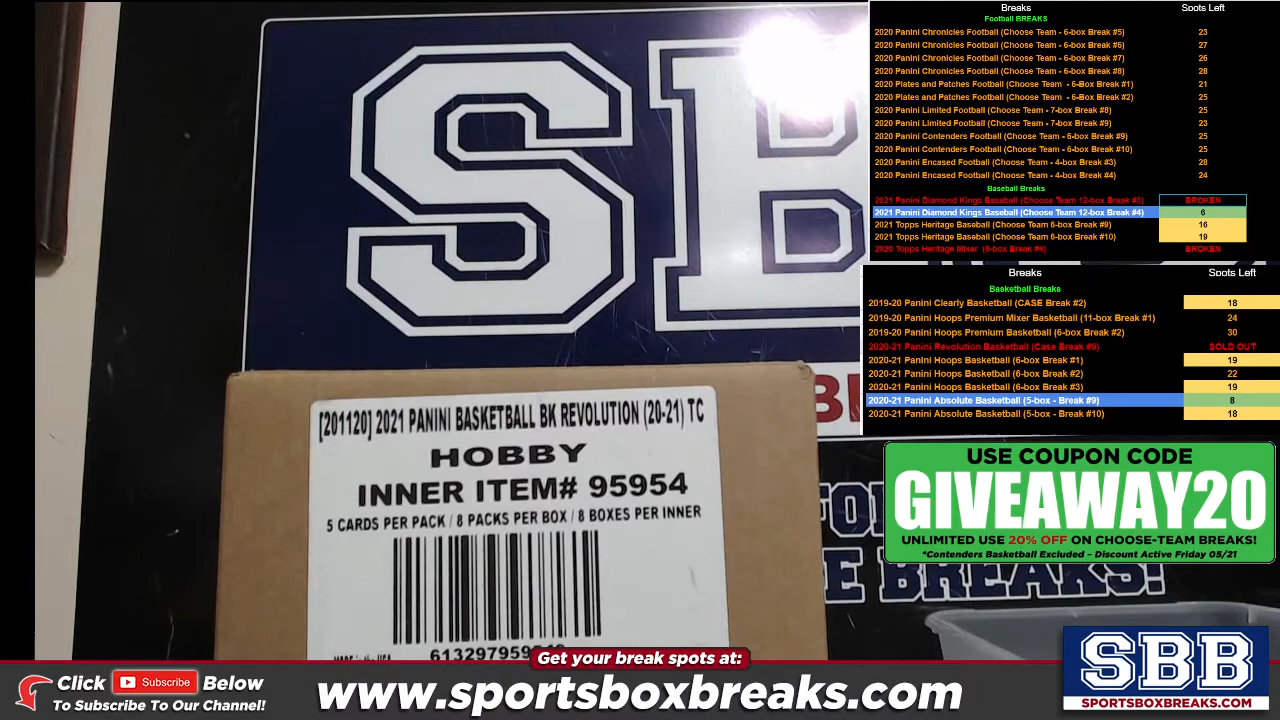 Breaks Spots Left
Football BREAKS
2020 Panini Chronicles Football (Choose Team - 6-box Break #5) 23
2020 Panini Chronicles Football (Choose Team - 6-box Break #6) 27
2020 Panini Chronicles Football (Choose Team - 6-box Break #7) 26
2020 Panini Chronicles Football (Choose Team - 6-box Break #8) 28
2020 Plates and Patches Football (Choose Team - 6-Box Break #1) 21
2020 Plates and Patches Football (Choose Team - 6-Box Break #2) 25
2020 Panini Limited Football (Choose Team - 7-box Break #8) 25
2020 Panini Limited Football (Choose Team - 7-box Break #9) 23
2020 Panini Contenders Football (Choose Team - 6-box Break #9) 25
2020 Panini Contenders Football (Choose Team - 6-box Break #10) 25
2020 Panini Encased Football (Choose Team - 4-box Break #3) 28
2020 Panini Encased Football (Choose Team - 4-box Break #4) 24
Baseball Breaks
2021 Panini Diamond Kings Baseball (Choose Team 12-box Break #3) BROKEN
2021 Panini Diamond Kings Baseball (Choose Team 12-box Break #4) 6
2021 Topps Heritage Baseball (Choose Team 6-box Break #9) 16
2021 Topps Heritage Baseball (Choose Team 6-box Break #10) 19
2020 Topps Heritage Mixer (6-box Break #4) BROKEN
Breaks Spots Left
Basketball Breaks
2019-20 Panini Clearly Basketball (CASE Break #2) 18
2019-20 Panini Hoops Premium Mixer Basketball (11-box Break #1) 24
2019-20 Panini Hoops Premium Basketball (6-box Break #2) 30
2020-21 Panini Revolution Basketball (Case Break #9) SOLD OUT
2020-21 Panini Hoops Basketball (6-box Break #1) 19
2020-21 Panini Hoops Basketball (6-box Break #2) 22
2020-21 Panini Hoops Basketball (6-box Break #3) 19
2020-21 Panini Absolute Basketball (5-box - Break #9) 8
2020-21 Panini Absolute Basketball (5-box - Break #10) 18
SB
[201120] 2021 PANINI BASKETBALL BK REVOLUTION (20-21) TC
HOBBY
INNER ITEM# 95954
5 CARDS PER PACK / 8 PACKS PER BOX / 8 BOXES PER INNER
613297959
BREAKS!
USE COUPON CODE
GIVEAWAY20
UNLIMITED USE 20% OFF ON CHOOSE-TEAM BREAKS!
*Contenders Basketball Excluded – Discount Active Friday 05/21
Get your break spots at:
Click Subscribe Below
To Subscribe To Our Channel!
www.sportsboxbreaks.com
SBB
SPORTSBOXBREAKS.COM